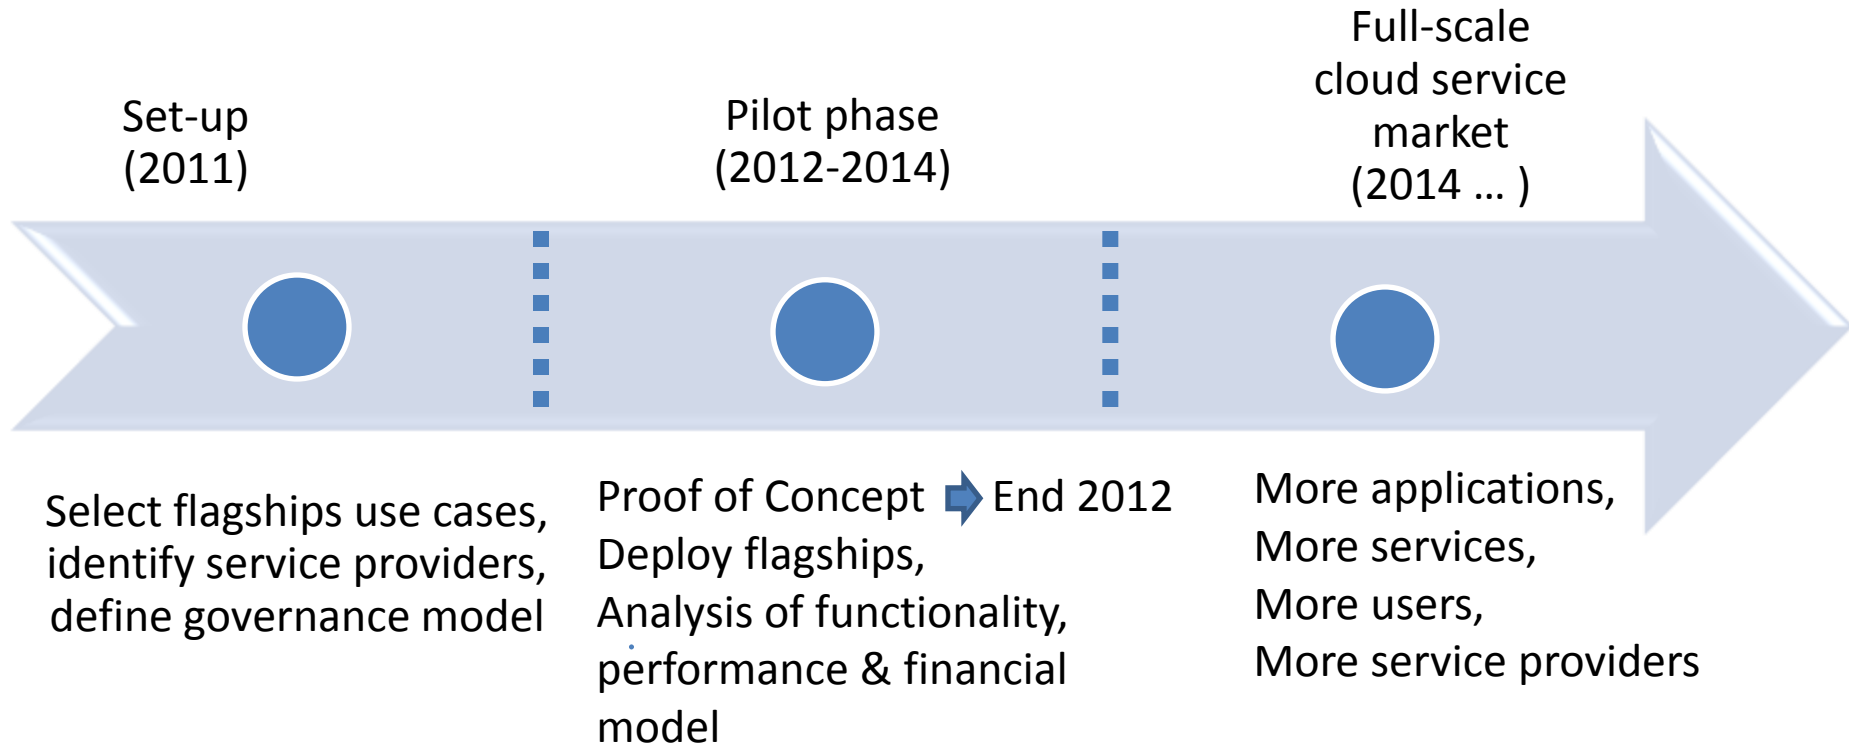 Set-up
(2011)
Pilot phase
(2012-2014)
Full-scale
cloud service
market
(2014 ... )
Select flagships use cases,
identify service providers,
define governance model
Proof of Concept End 2012
Deploy flagships,
Analysis of functionality,
performance & financial
model
More applications,
More services,
More users,
More service providers